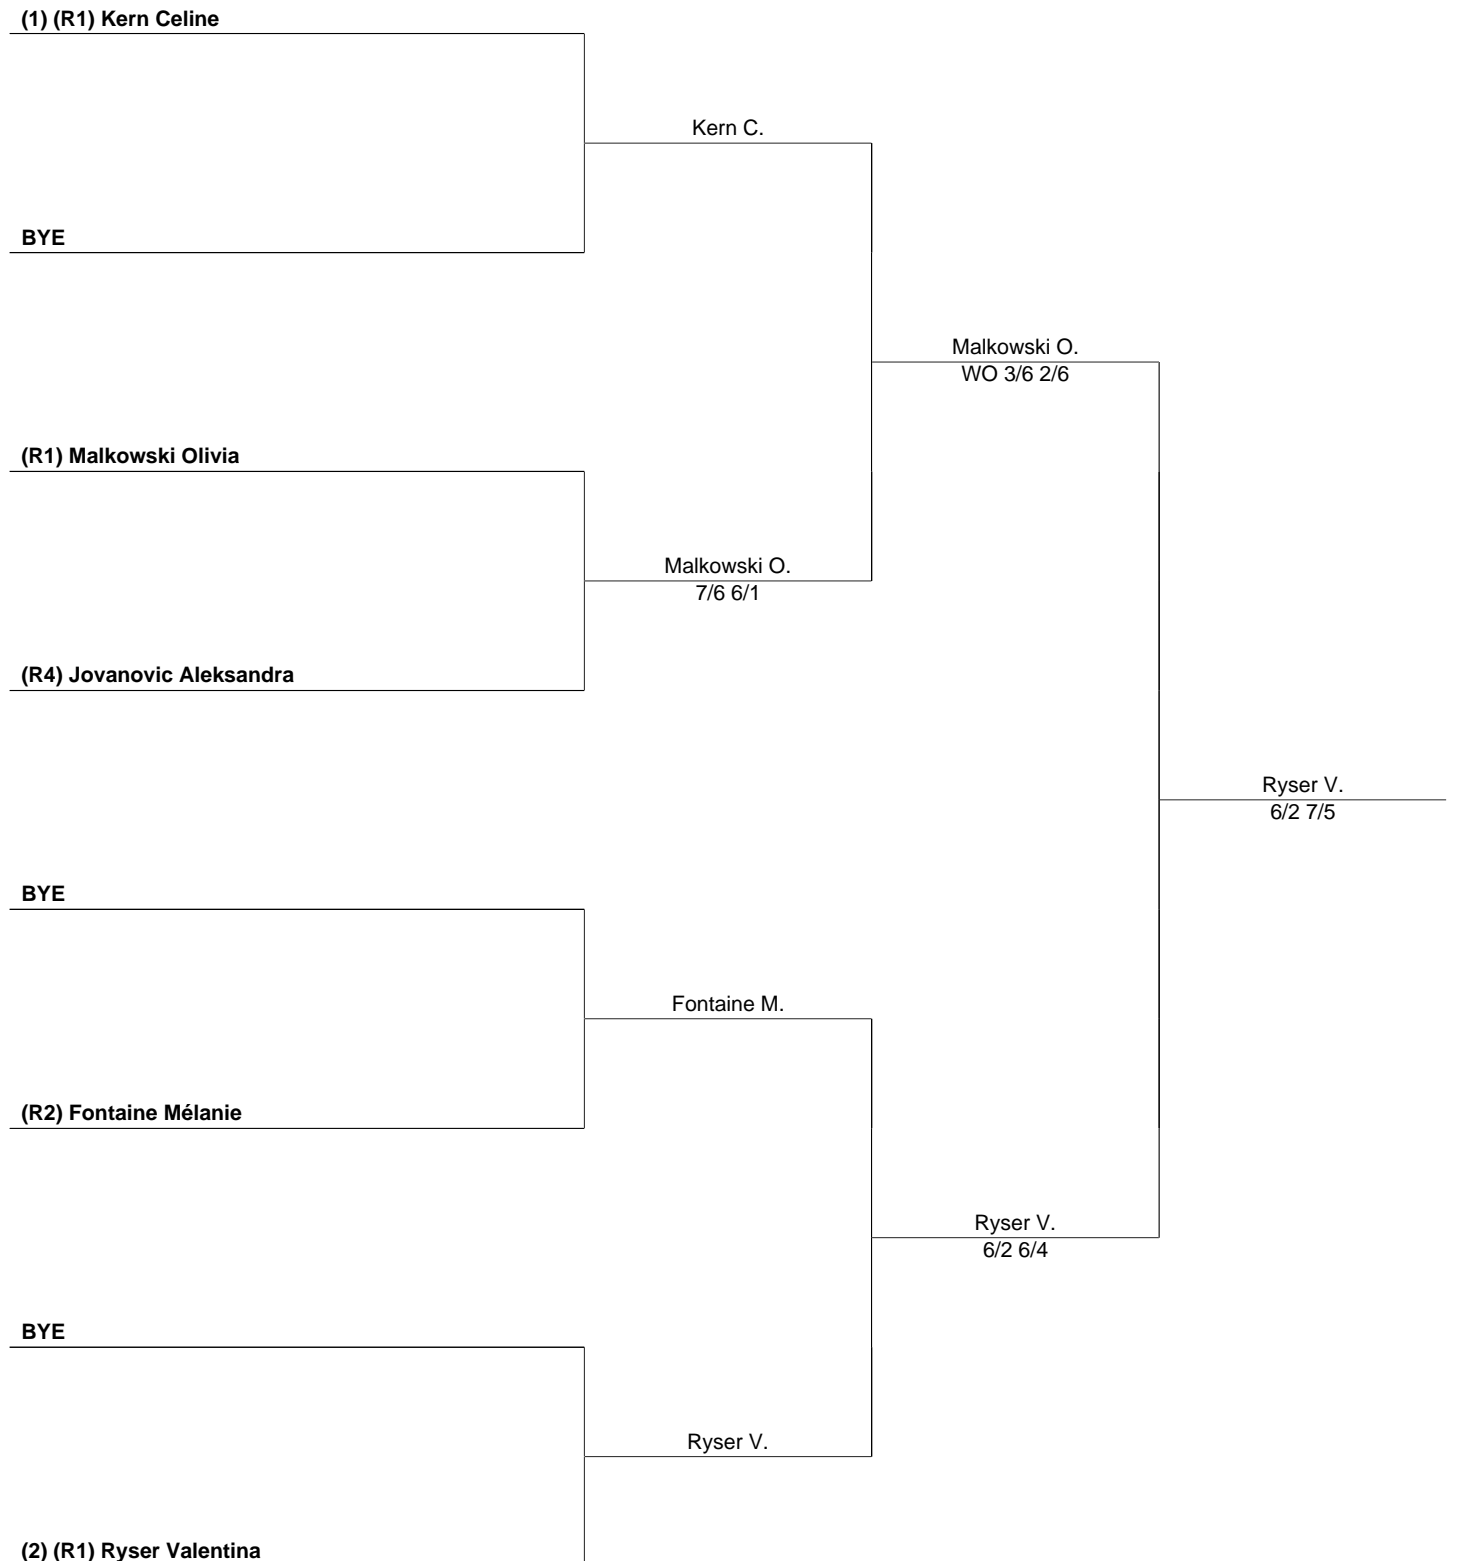 (1) (R1) Kern Celine
Kern C.
BYE
Malkowski O.
WO 3/6 2/6
(R1) Malkowski Olivia
Malkowski O.
7/6 6/1
(R4) Jovanovic Aleksandra
Ryser V.
6/2 7/5
BYE
Fontaine M.
(R2) Fontaine Mélanie
Ryser V.
6/2 6/4
BYE
Ryser V.
(2) (R1) Ryser Valentina